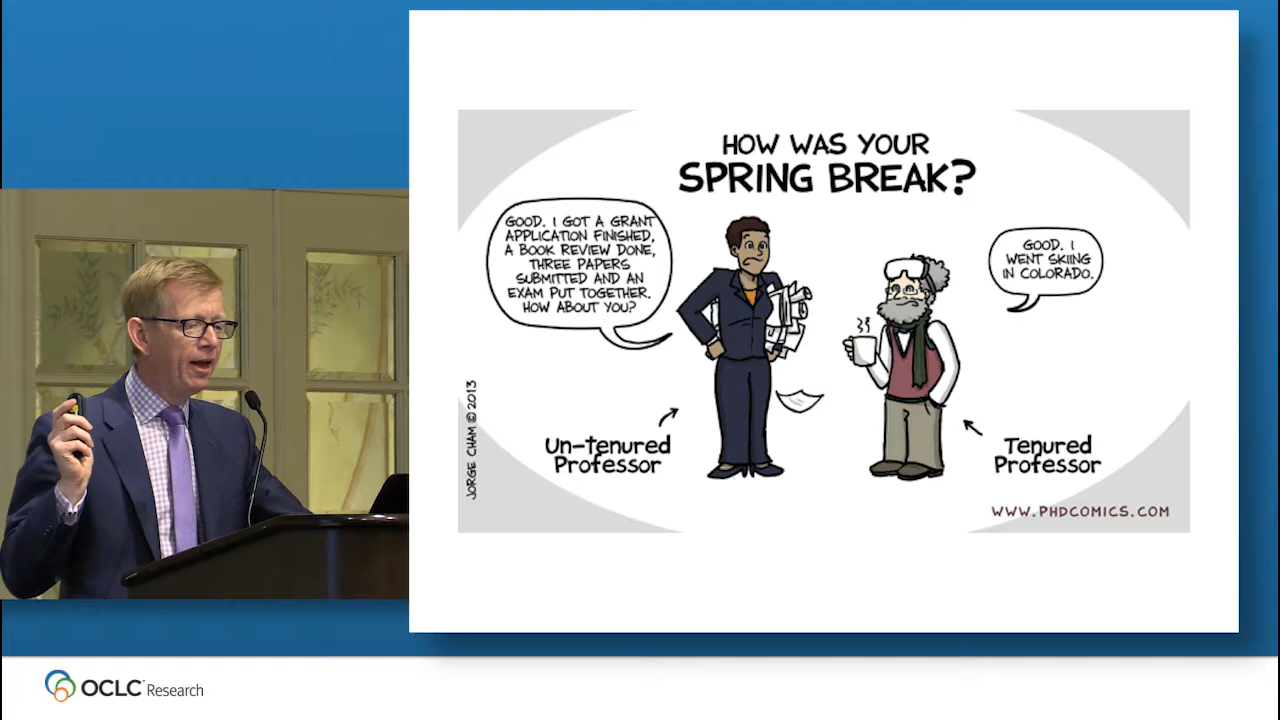 HOW WAS YOUR
SPRING BREAK?
GOOD. I GOT A GRANT
APPLICATION FINISHED,
A BOOK REVIEW DONE,
THREE PAPERS
SUBMITTED AND AN
EXAM PUT TOGETHER.
HOW ABOUT YOU?
GOOD. I
WENT SKIING
IN COLORADO.
Un-tenured
Professor
Tenured
Professor
JORGE CHAM © 2013
WWW.PHDCOMICS.COM
OCLC Research